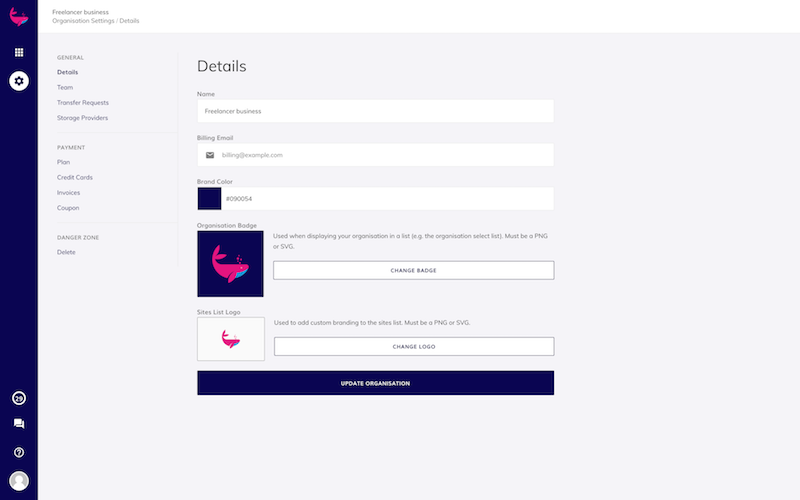 Freelancer business
Organisation Settings / Details
GENERAL
Details
Team
Transfer Requests
Storage Providers
PAYMENT
Plan
Credit Cards
Invoices
Coupon
DANGER ZONE
Delete
29
Details
Name
Freelancer business
Billing Email
billing@example.com
Brand Color
#090054
Organisation Badge
Used when displaying your organisation in a list (e.g. the organisation select list). Must be a PNG
or SVG.
CHANGE BADGE
Sites List Logo
Used to add custom branding to the sites list. Must be a PNG or SVG.
CHANGE LOGO
UPDATE ORGANISATION